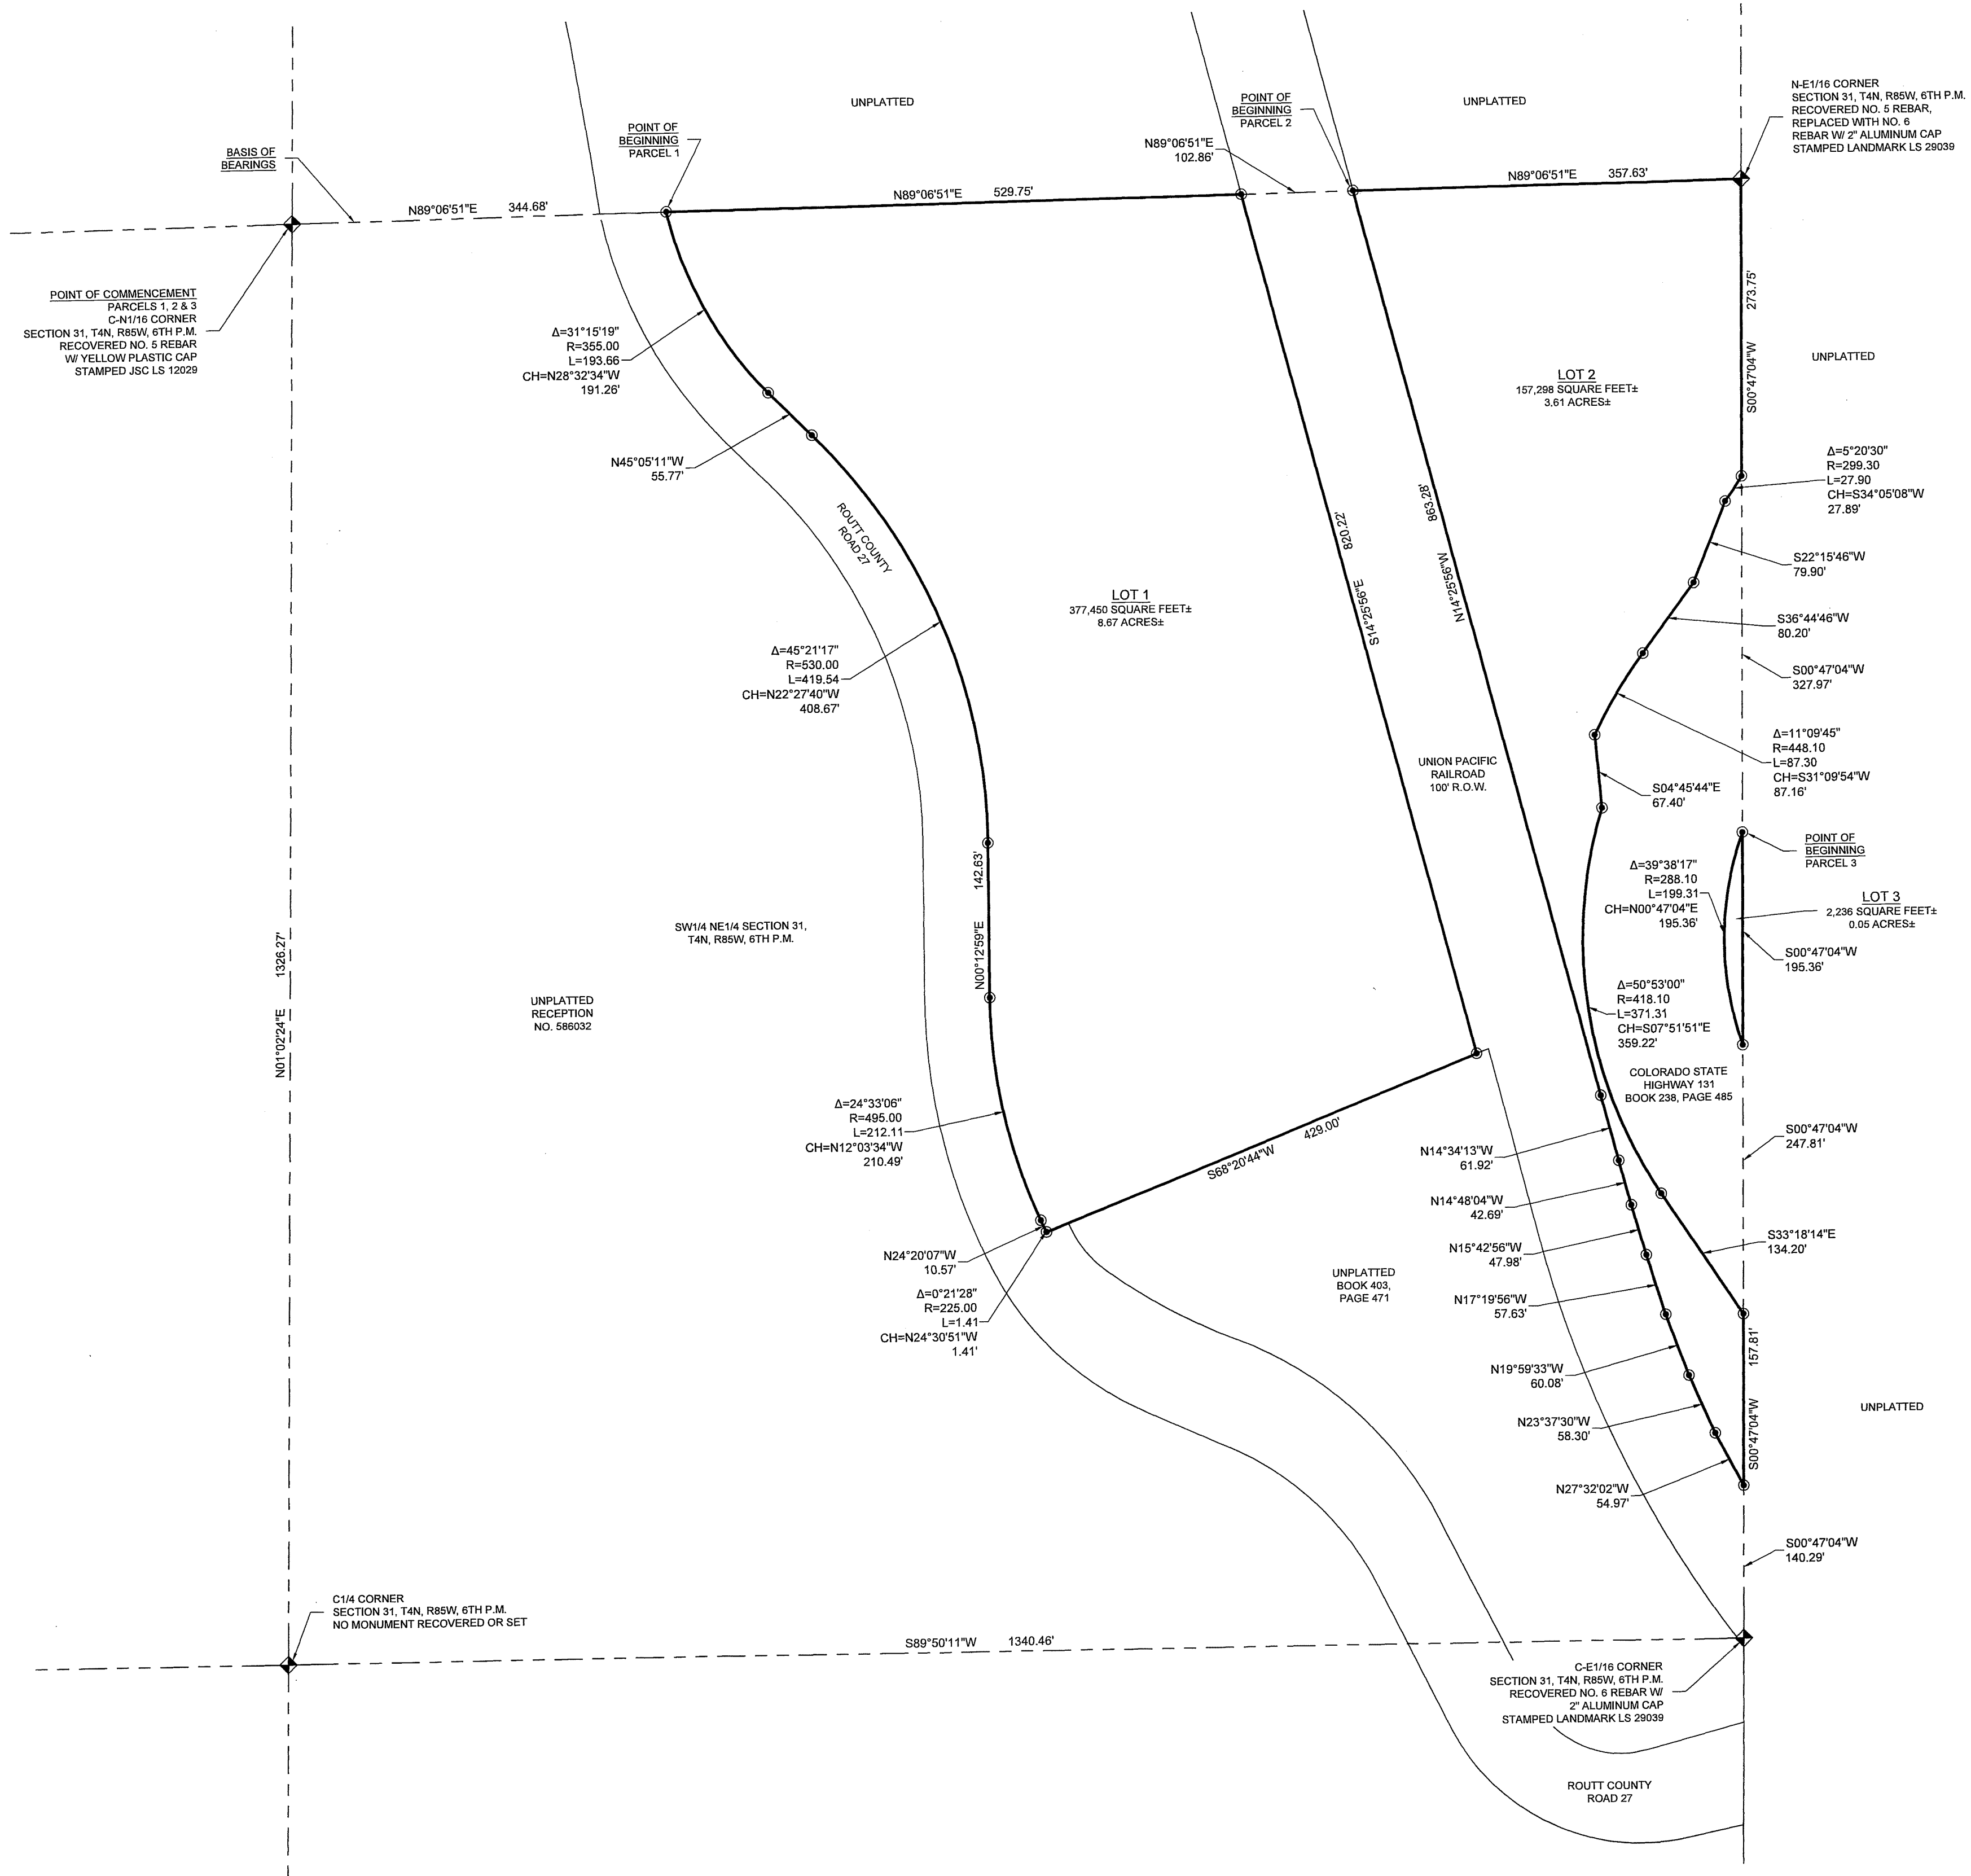 UNPLATTED
UNPLATTED
N-E1/16 CORNER
SECTION 31, T4N, R85W, 6TH P.M.
RECOVERED NO. 5 REBAR,
REPLACED WITH NO. 6
REBAR W/ 2" ALUMINUM CAP
STAMPED LANDMARK LS 29039
POINT OF
BEGINNING
PARCEL 2
POINT OF
BEGINNING
PARCEL 1
BASIS OF
BEARINGS
N89°06'51"E
102.86'
N89°06'51"E 357.63'
N89°06'51"E 529.75'
N89°06'51"E 344.68'
POINT OF COMMENCEMENT
PARCELS 1, 2 & 3
C-N1/16 CORNER
SECTION 31, T4N, R85W, 6TH P.M.
RECOVERED NO. 5 REBAR
W/ YELLOW PLASTIC CAP
STAMPED JSC LS 12029
Δ=31°15'19"
R=355.00
L=193.66
CH=N28°32'34"W
191.26'
S00°47'04"W 273.75'
UNPLATTED
LOT 2
157,298 SQUARE FEET±
3.61 ACRES±
N45°05'11"W
55.77'
Δ=5°20'30"
R=299.30
L=27.90
CH=S34°05'08"W
27.89'
ROUTT COUNTY
ROAD 27
S14°25'56"E 820.22'
N14°25'56"W 863.28'
S22°15'46"W
79.90'
LOT 1
377,450 SQUARE FEET±
8.67 ACRES±
S36°44'46"W
80.20'
S00°47'04"W
327.97'
Δ=45°21'17"
R=530.00
L=419.54
CH=N22°27'40"W
408.67'
Δ=11°09'45"
R=448.10
L=87.30
CH=S31°09'54"W
87.16'
UNION PACIFIC
RAILROAD
100' R.O.W.
S04°45'44"E
67.40'
POINT OF
BEGINNING
PARCEL 3
N00°12'59"E 142.63'
Δ=39°38'17"
R=288.10
L=199.31
CH=N00°47'04"E
195.36'
LOT 3
2,236 SQUARE FEET±
0.05 ACRES±
SW1/4 NE1/4 SECTION 31,
T4N, R85W, 6TH P.M.
S00°47'04"W
195.36'
N01°02'24"E 1326.27'
UNPLATTED
RECEPTION
NO. 586032
Δ=50°53'00"
R=418.10
L=371.31
CH=S07°51'51"E
359.22'
COLORADO STATE
HIGHWAY 131
BOOK 238, PAGE 485
Δ=24°33'06"
R=495.00
L=212.11
CH=N12°03'34"W
210.49'
S68°20'44"W 429.00'
S00°47'04"W
247.81'
N14°34'13"W
61.92'
N14°48'04"W
42.69'
N24°20'07"W
10.57'
N15°42'56"W
47.98'
S33°18'14"E
134.20'
UNPLATTED
BOOK 403,
PAGE 471
Δ=0°21'28"
R=225.00
L=1.41
CH=N24°30'51"W
1.41'
N17°19'56"W
57.63'
S00°47'04"W 157.81'
N19°59'33"W
60.08'
UNPLATTED
N23°37'30"W
58.30'
N27°32'02"W
54.97'
S00°47'04"W
140.29'
C1/4 CORNER
SECTION 31, T4N, R85W, 6TH P.M.
NO MONUMENT RECOVERED OR SET
S89°50'11"W 1340.46'
C-E1/16 CORNER
SECTION 31, T4N, R85W, 6TH P.M.
RECOVERED NO. 6 REBAR W/
2" ALUMINUM CAP
STAMPED LANDMARK LS 29039
ROUTT COUNTY
ROAD 27